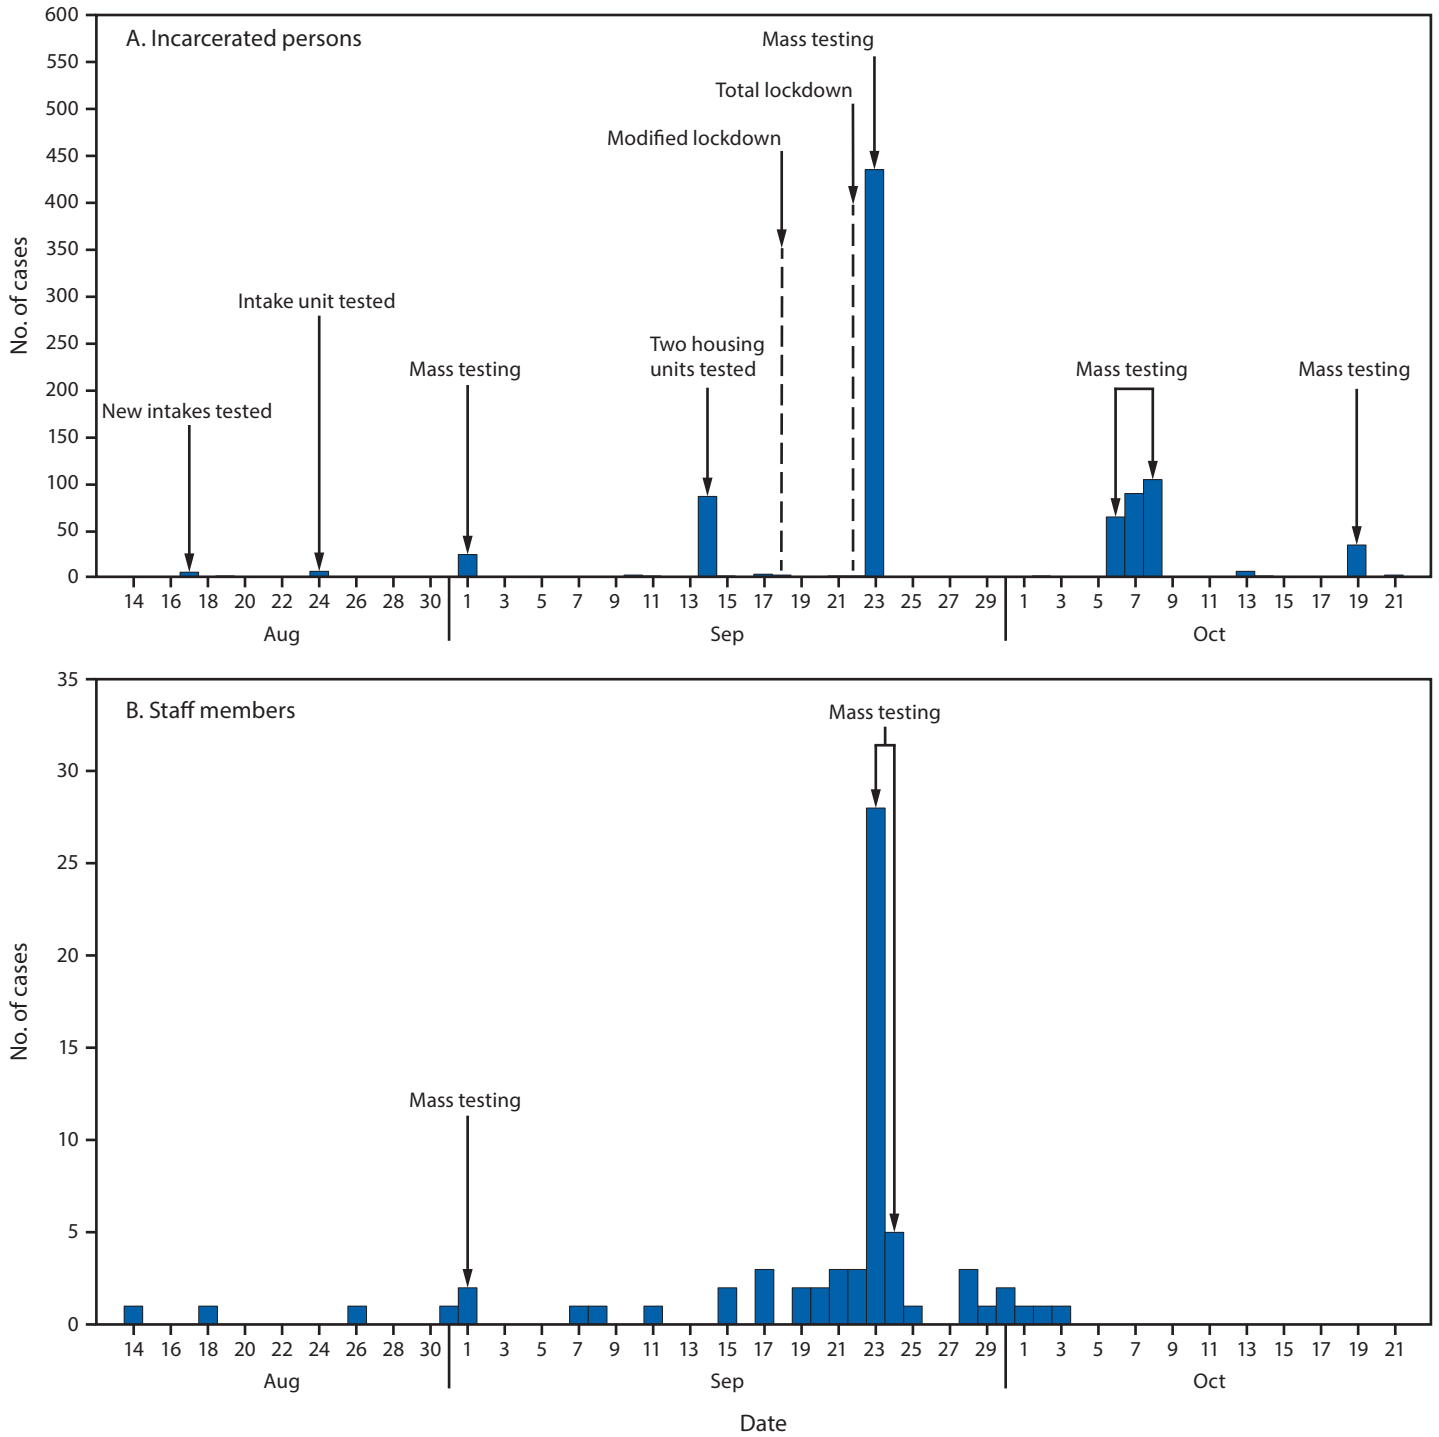 A. Incarcerated persons
Mass testing
Total lockdown
Modified lockdown
Intake unit tested
Two housing
units tested
Mass testing
Mass testing
Mass testing
New intakes tested
No. of cases
600
550
500
450
400
350
300
250
200
150
100
50
0
14 16 18 20 22 24 26 28 30 1 3 5 7 9 11 13 15 17 19 21 23 25 27 29 1 3 5 7 9 11 13 15 17 19 21
Aug Sep Oct
B. Staff members
Mass testing
Mass testing
No. of cases
35
30
25
20
15
10
5
0
14 16 18 20 22 24 26 28 30 1 3 5 7 9 11 13 15 17 19 21 23 25 27 29 1 3 5 7 9 11 13 15 17 19 21
Aug Sep Oct
Date